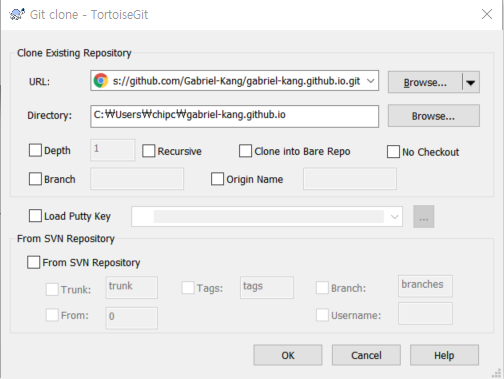 Git clone - TortoiseGit
Clone Existing Repository
URL: s://github.com/Gabriel-Kang/gabriel-kang.github.io.git Browse...
Directory: C:₩Users₩chipc₩gabriel-kang.github.io Browse...
Depth 1 Recursive Clone into Bare Repo No Checkout
Branch Origin Name
Load Putty Key ...
From SVN Repository
From SVN Repository
Trunk: trunk Tags: tags Branch: branches
From: 0 Username:
OK Cancel Help